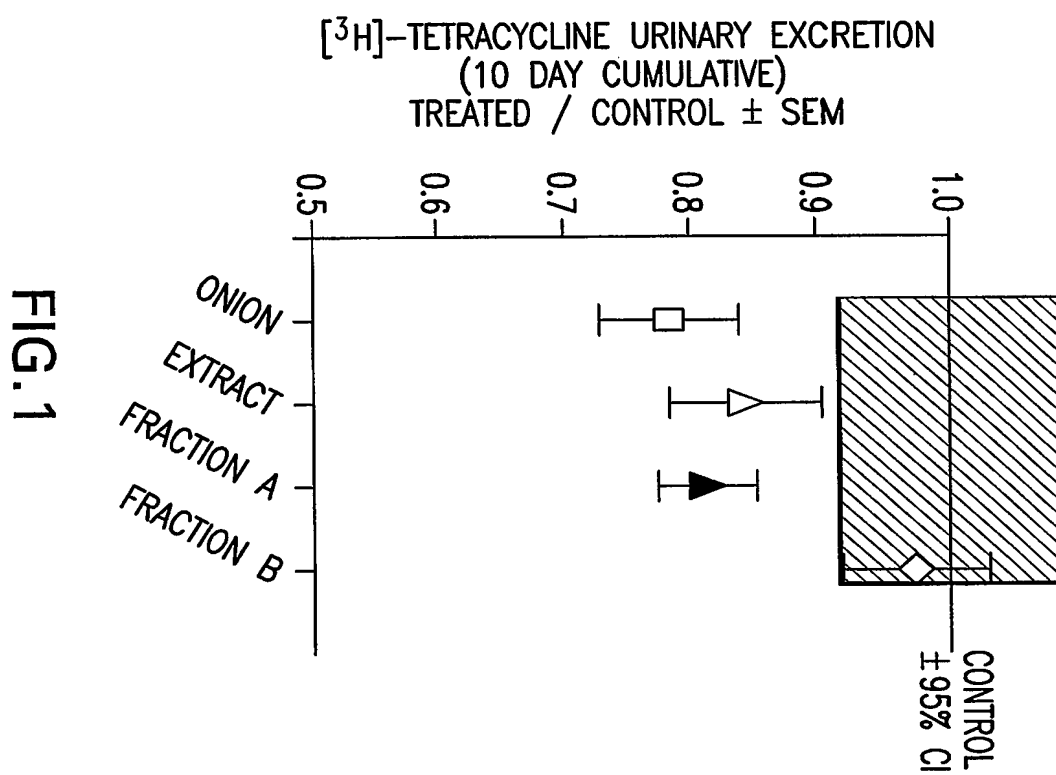 [³H]–TETRACYCLINE URINARY EXCRETION
(10 DAY CUMULATIVE)
TREATED / CONTROL ± SEM
0.5
0.6
0.7
0.8
0.9
1.0
ONION
EXTRACT
FRACTION A
FRACTION B
CONTROL
±95% CI
FIG.1